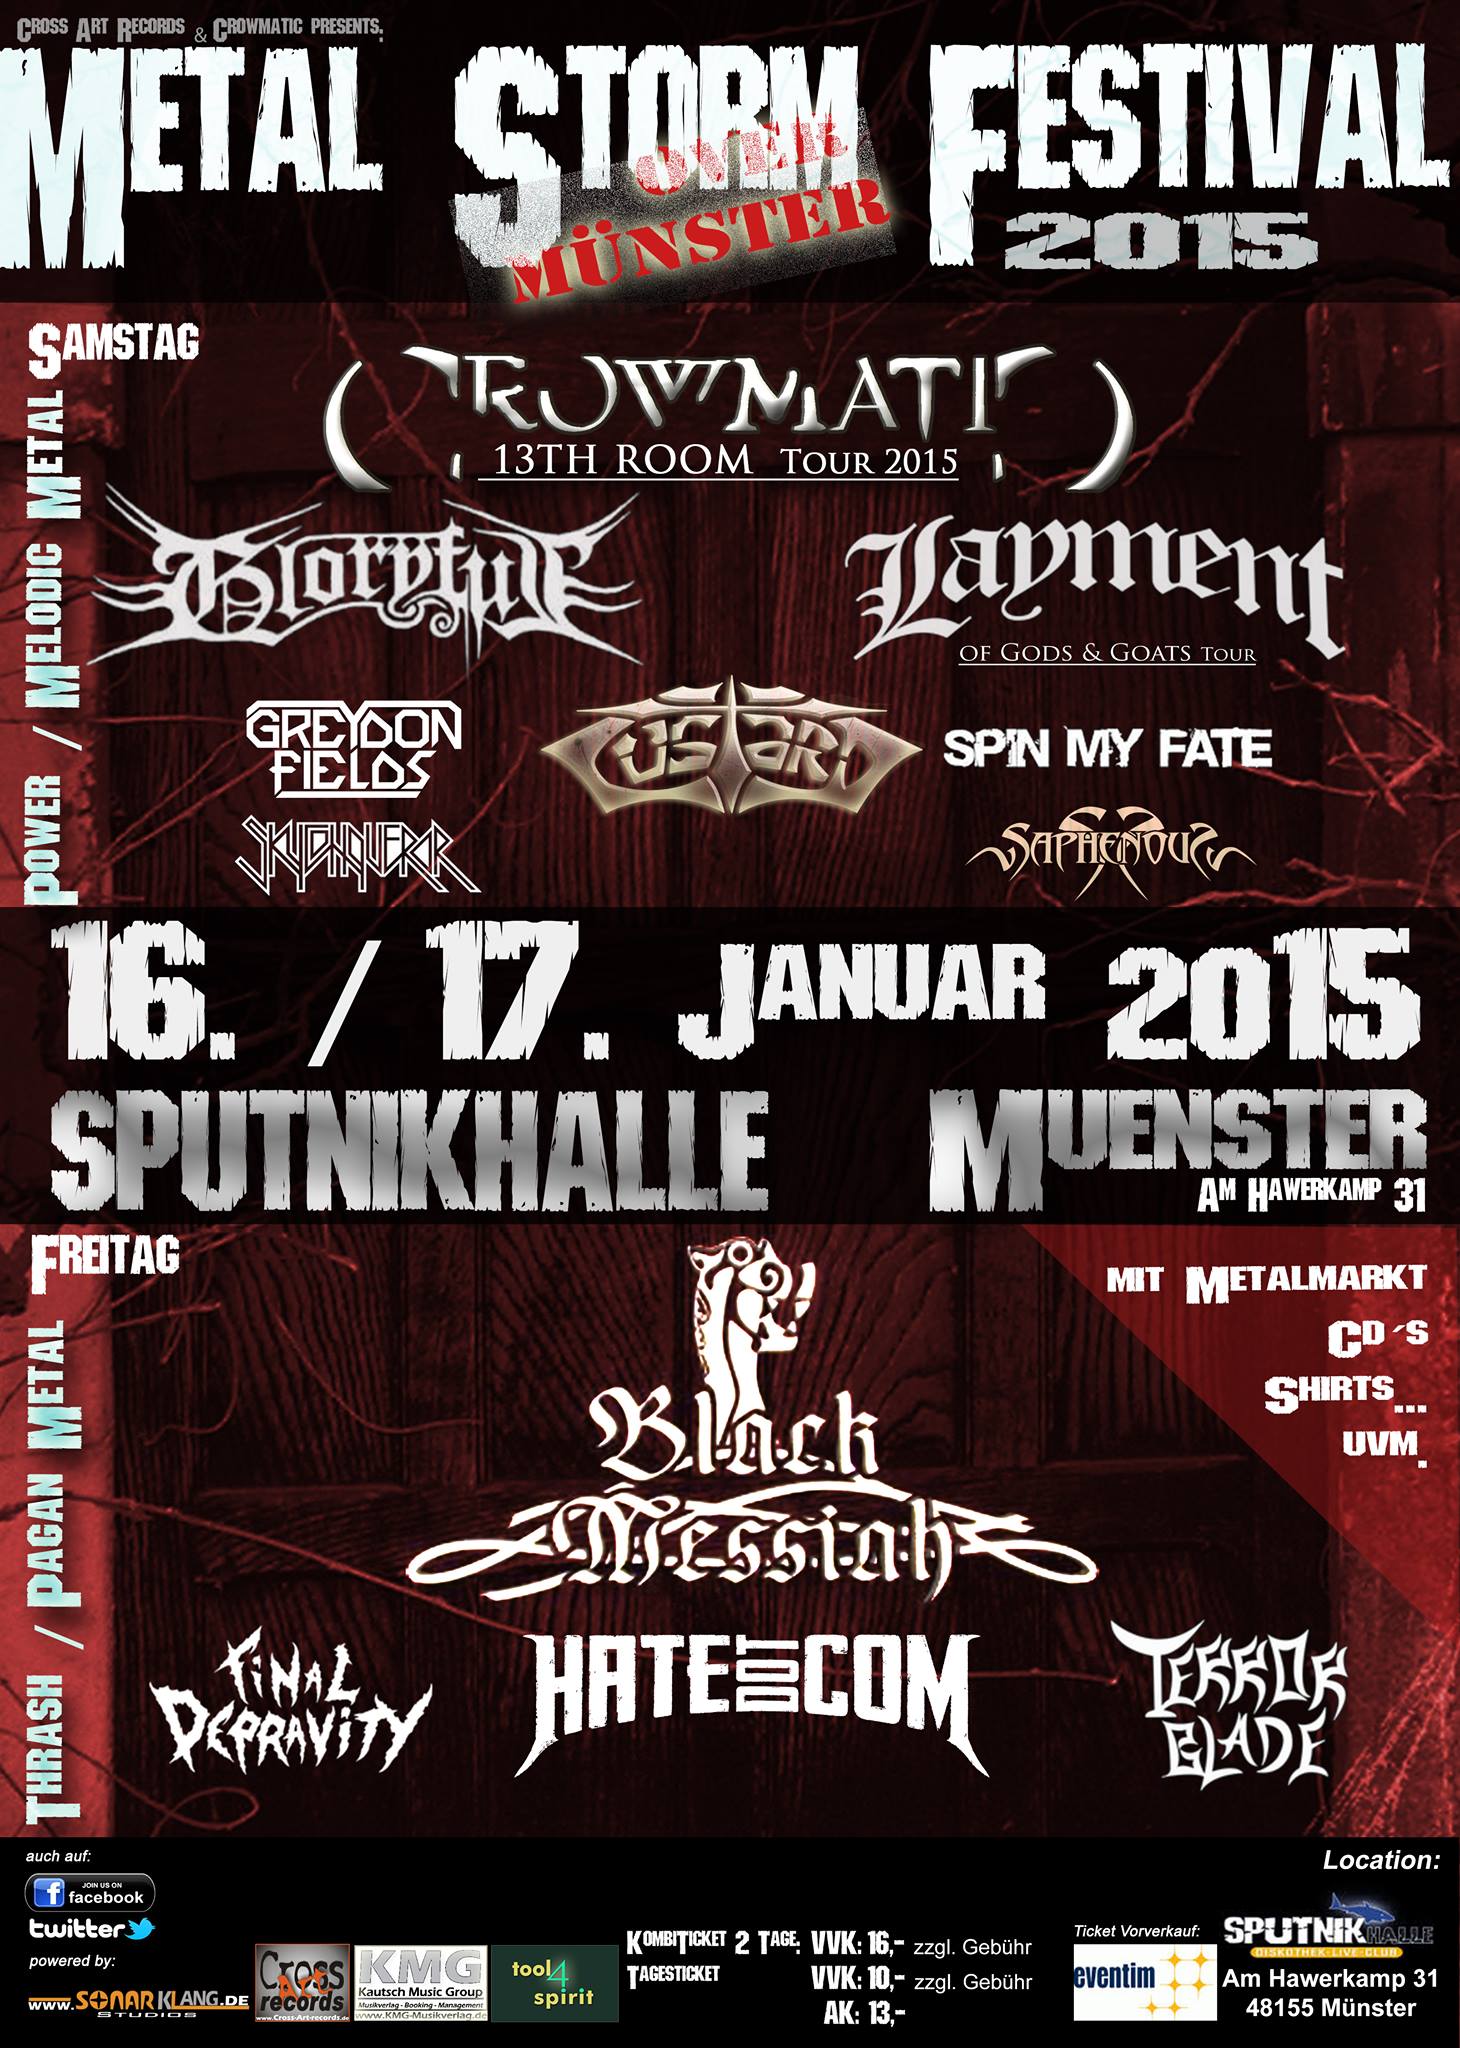 Cross Art Records & Crowmatic presents:
Metal Storm Festival
over
Münster
2015
Samstag
Power / Melodic Metal
Crowmatic
13th Room Tour 2015
Gloryful
Layment
of Gods & Goats Tour
Greydon
Fields
Custard
Spin My Fate
Skyconqueror
Saphenous
16. / 17. Januar 2015
Sputnikhalle Muenster
Am Hawerkamp 31
Freitag
Thrash / Pagan Metal
mit Metalmarkt
CD´s
Shirts...
uvm.
Black
Messiah
Final
Depravity
Hate dot com
Terror
Blade
auch auf:
JOIN US ON
facebook
twitter
powered by:
www.SONARKLANG.DE
STUDIOS
Cross
Art
records
www.Cross-Art-records.de
KMG
Kautsch Music Group
Musikverlag - Booking - Management
www.KMG-Musikverlag.de
tool4
spirit
Kombiticket 2 Tage: VVK: 16,- zzgl. Gebühr
Tagesticket VVK: 10,- zzgl. Gebühr
AK: 13,-
Ticket Vorverkauf:
eventim
Location:
SPUTNIKHALLE
DISKOTHEK·LIVE·CLUB
Am Hawerkamp 31
48155 Münster